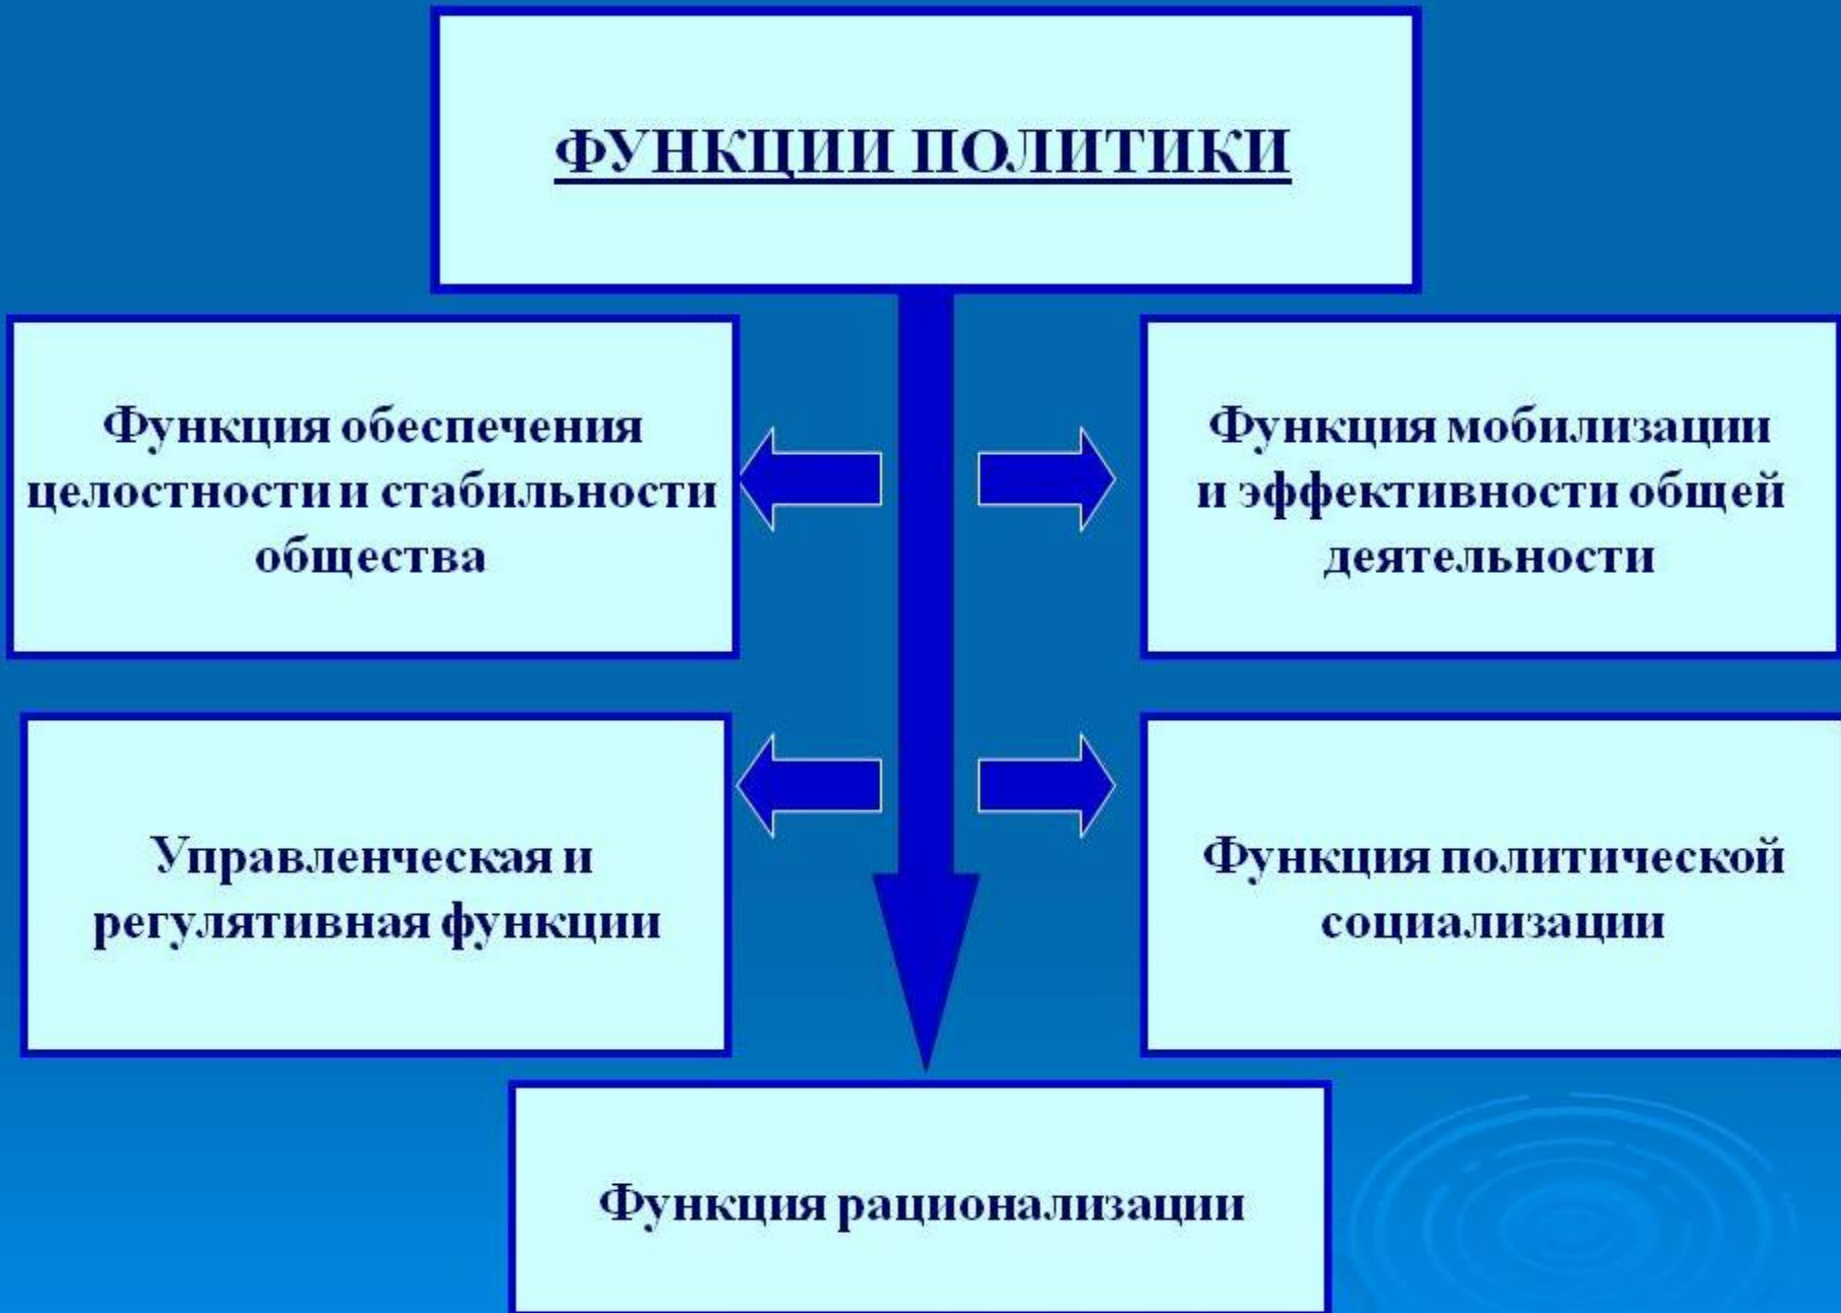 ФУНКЦИИ ПОЛИТИКИ
Функция обеспечения
целостности и стабильности
общества
Функция мобилизации
и эффективности общей
деятельности
Управленческая и
регулятивная функции
Функция политической
социализации
Функция рационализации